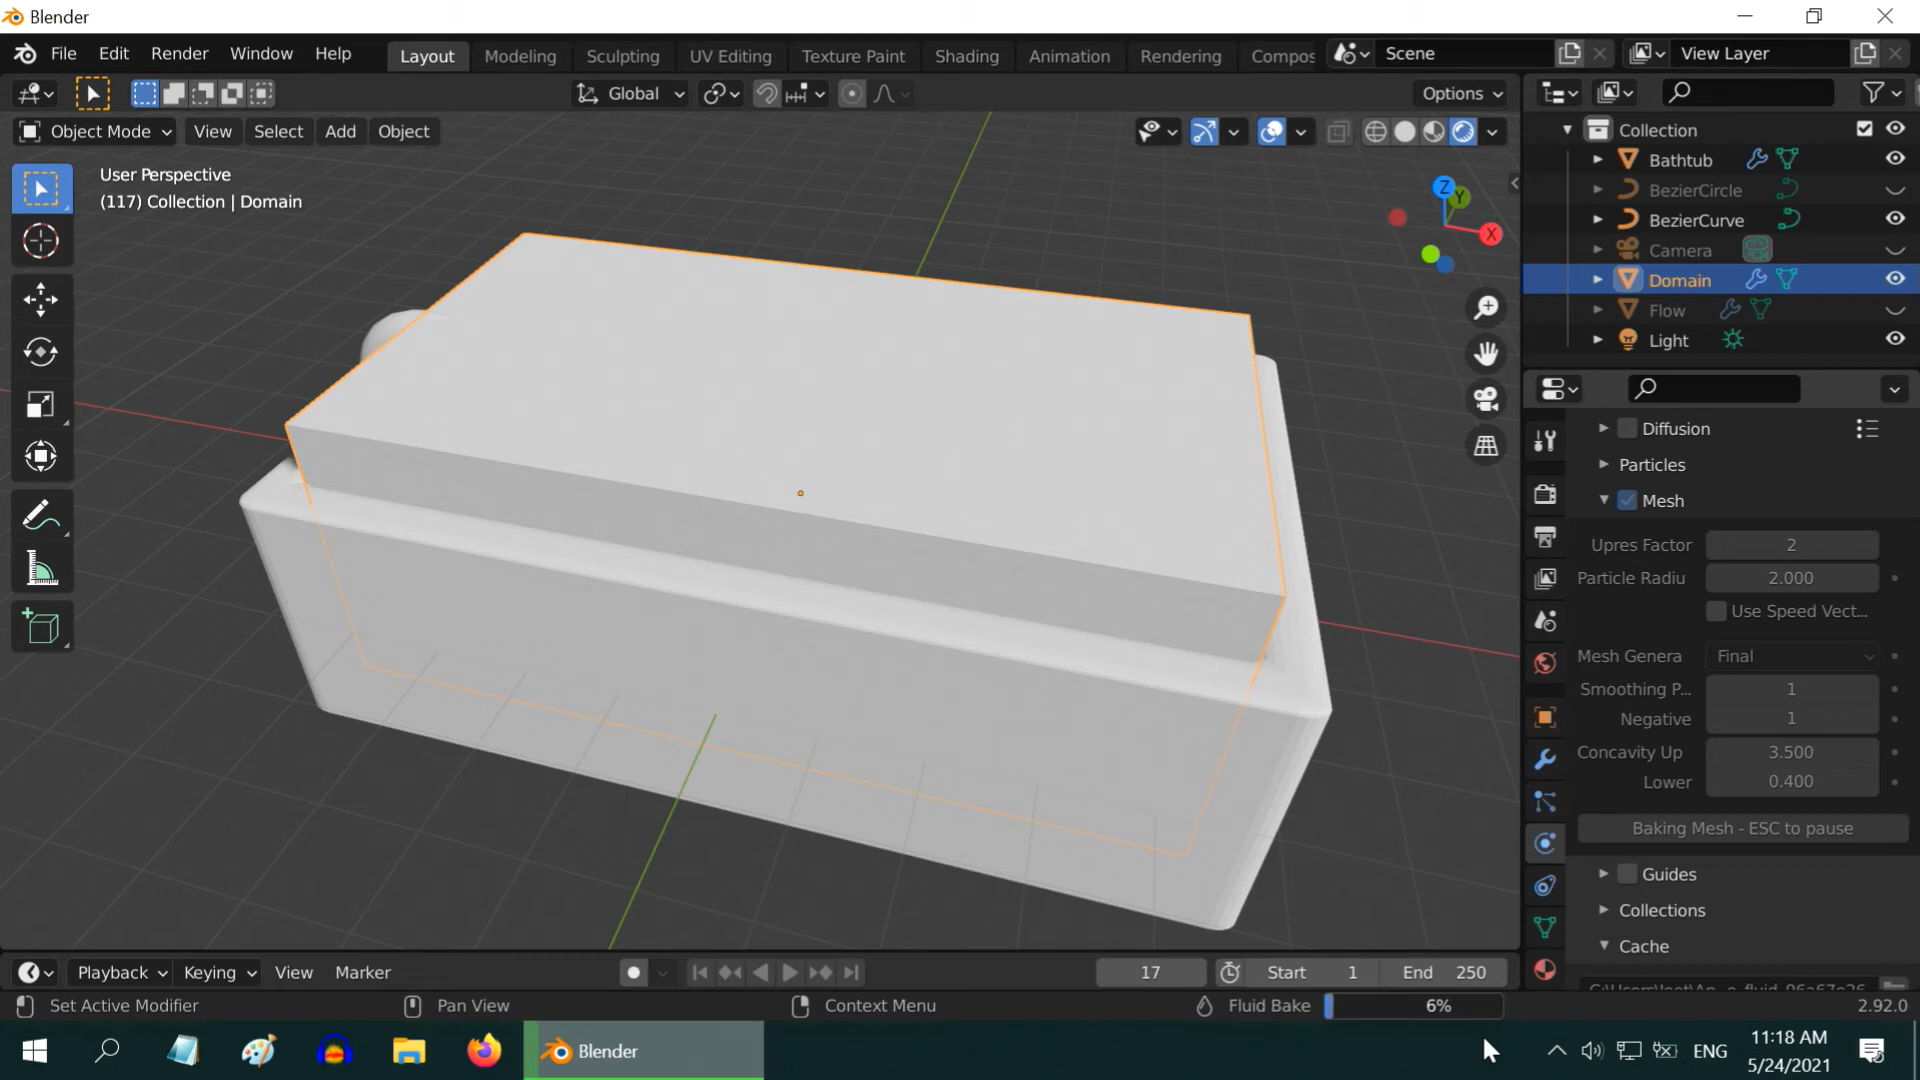 Blender
File Edit Render Window Help Layout Modeling Sculpting UV Editing Texture Paint Shading Animation Rendering Compos Scene View Layer
Global Options
Object Mode View Select Add Object
User Perspective
(117) Collection | Domain
Z
Y
X
Collection
Bathtub
BezierCircle
BezierCurve
Camera
Domain
Flow
Light
Diffusion
Particles
Mesh
Upres Factor 2
Particle Radiu 2.000
Use Speed Vect...
Mesh Genera Final
Smoothing P... 1
Negative 1
Concavity Up 3.500
Lower 0.400
Baking Mesh - ESC to pause
Guides
Collections
Cache
Playback Keying View Marker 17 Start 1 End 250
Set Active Modifier Pan View Context Menu Fluid Bake 6% 2.92.0
Blender ENG 11:18 AM
5/24/2021